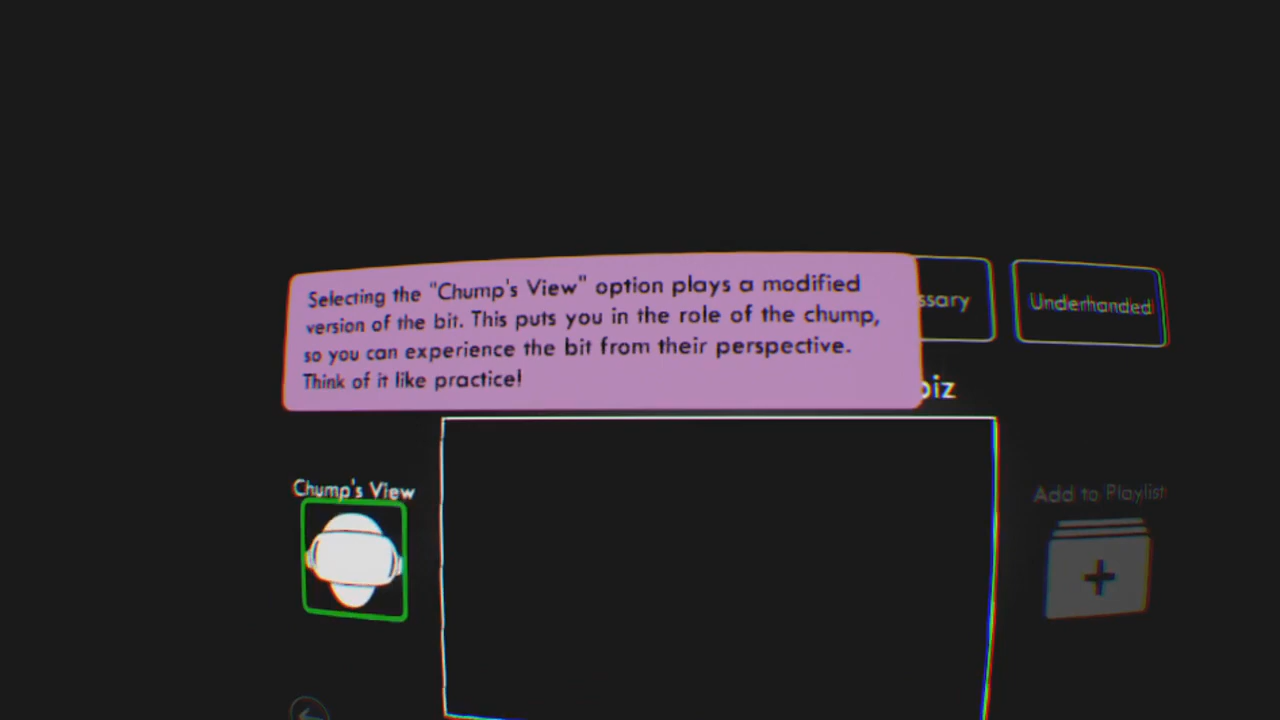 Selecting the "Chump's View" option plays a modified
version of the bit. This puts you in the role of the chump,
so you can experience the bit from their perspective.
Think of it like practice!
Underhanded
Chump's View
Add to Playlist